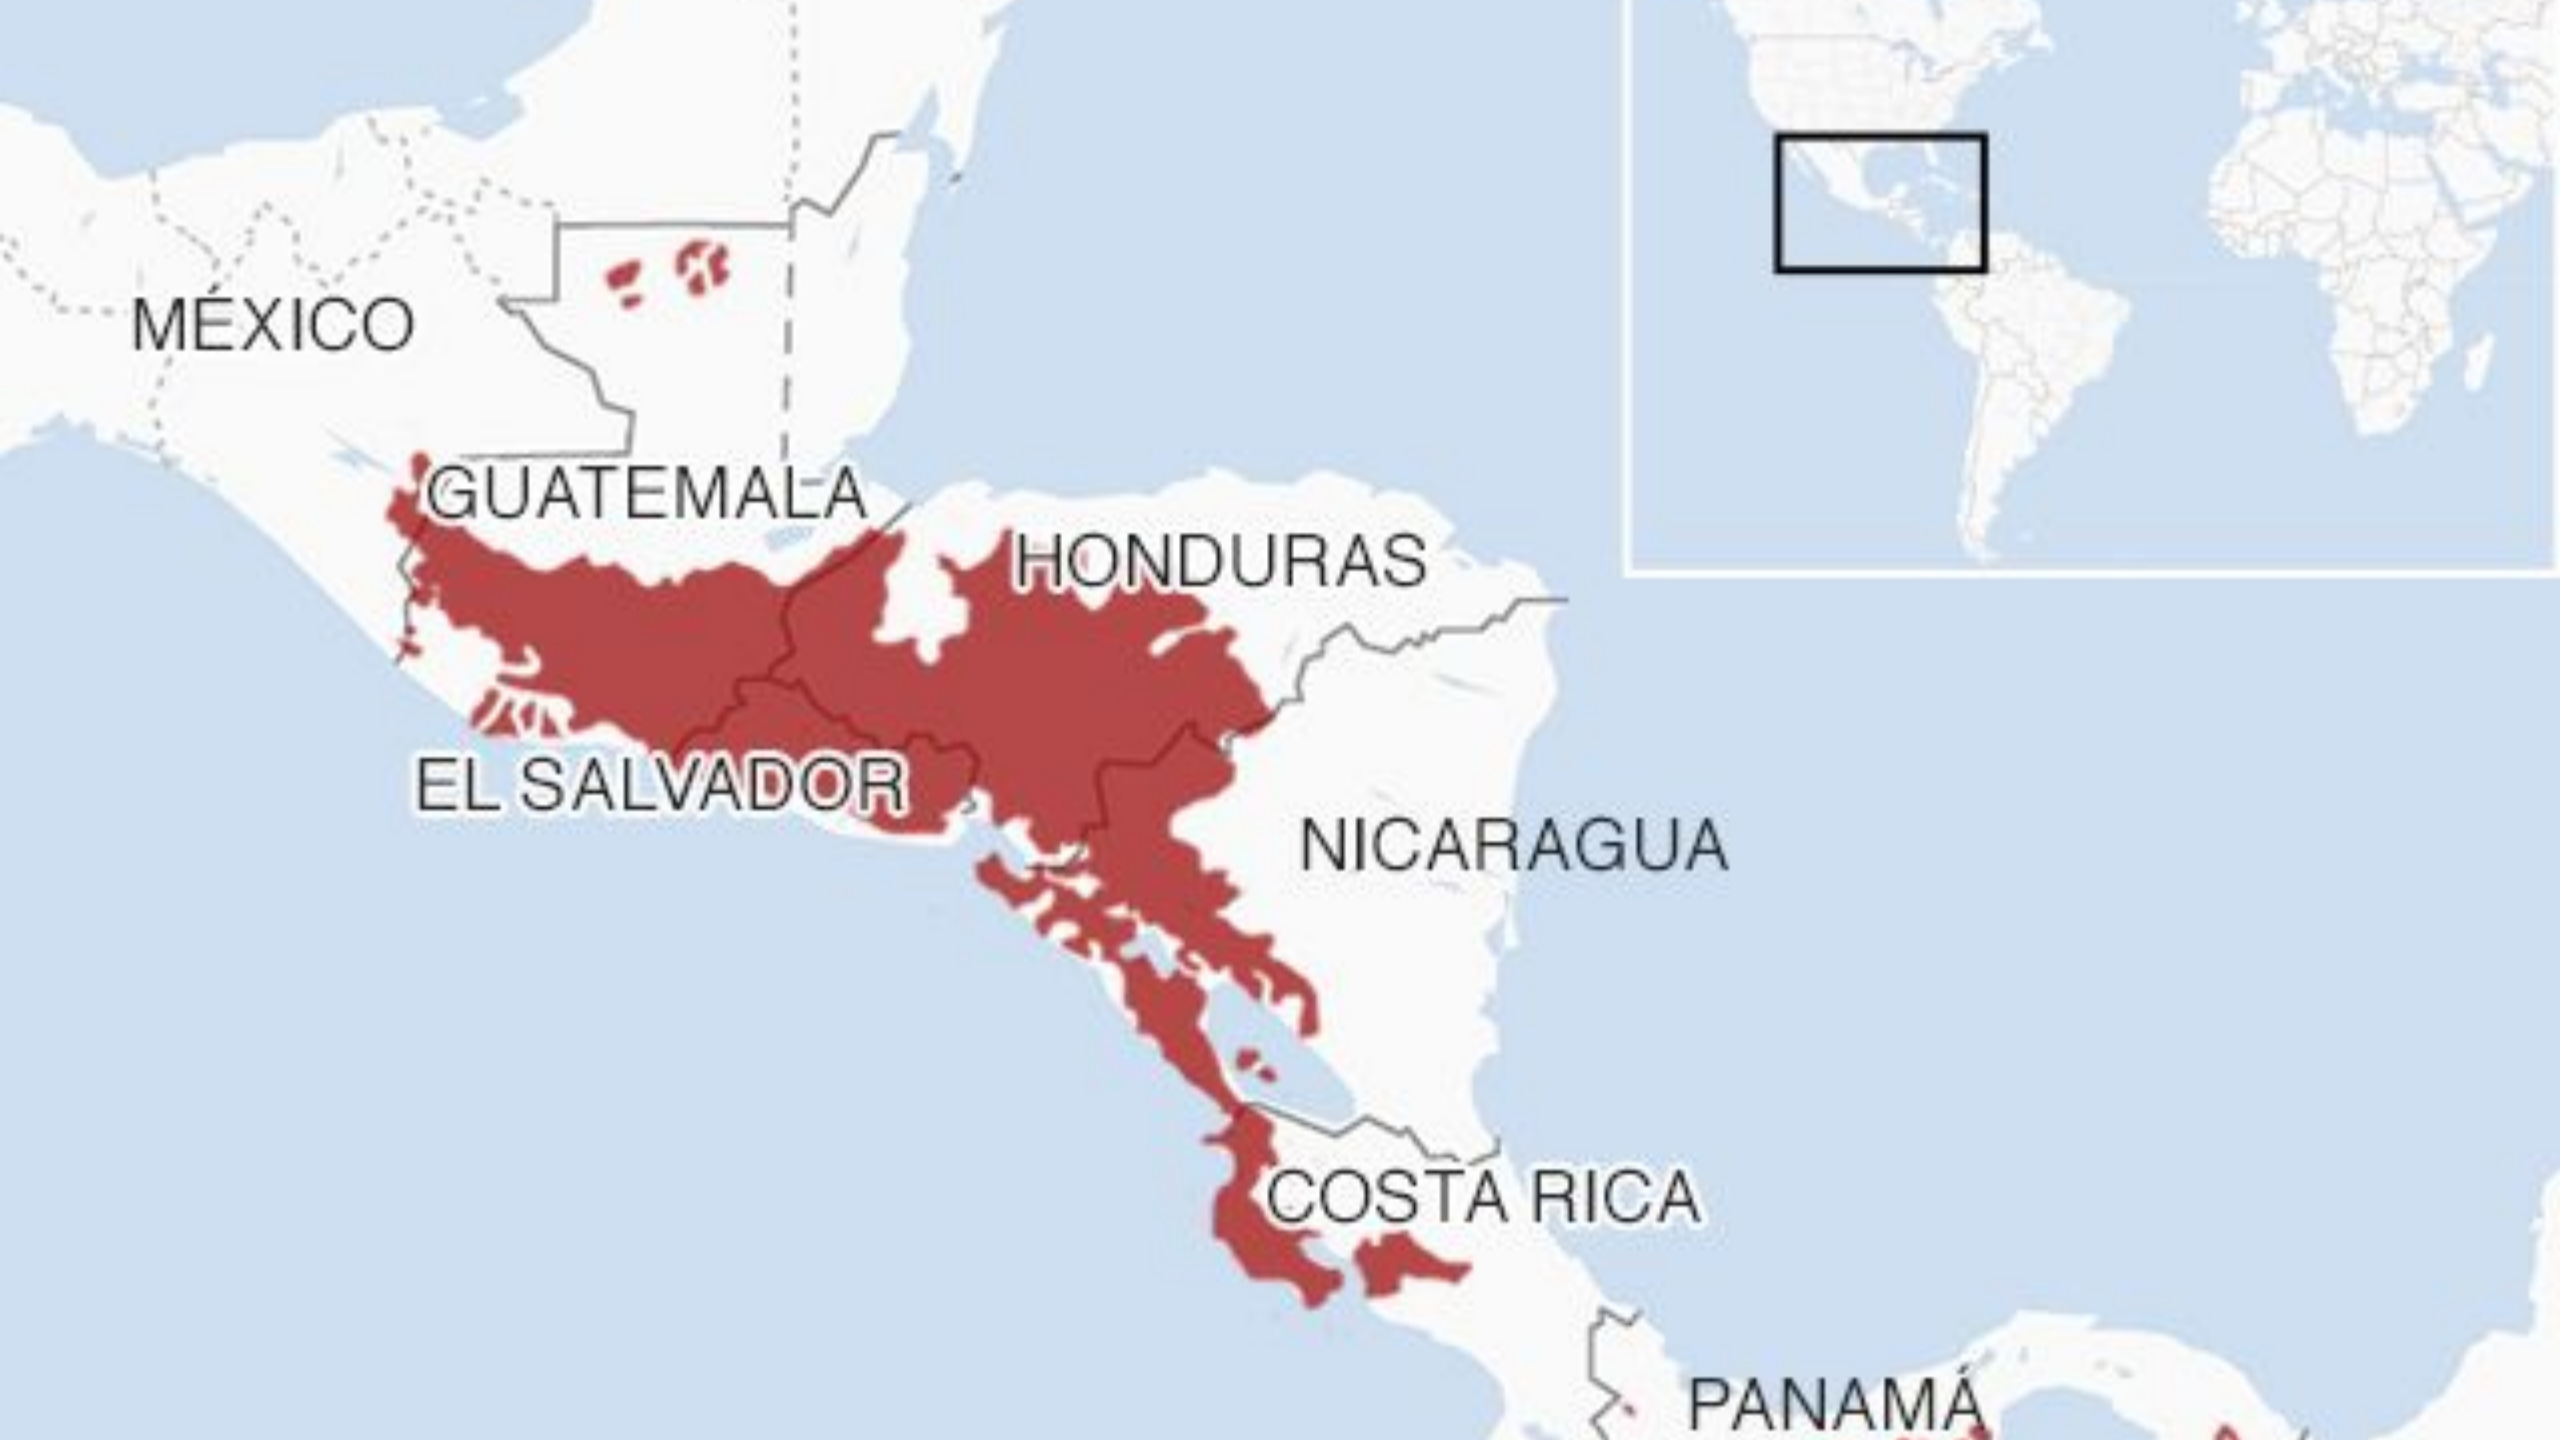 MÉXICO
GUATEMALA
HONDURAS
EL SALVADOR
NICARAGUA
COSTA RICA
PANAMÁ